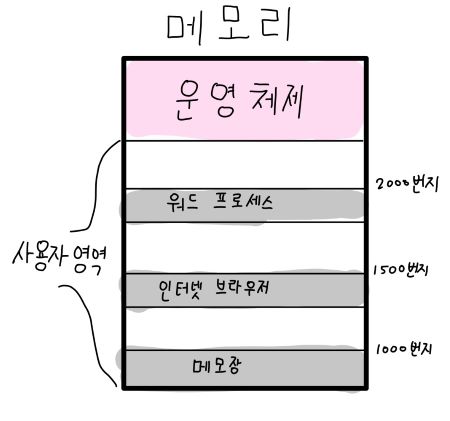 메모리
운영체제
2000번지
워드 프로세스
사용자 영역
1500번지
인터넷 브라우저
1000번지
메모장